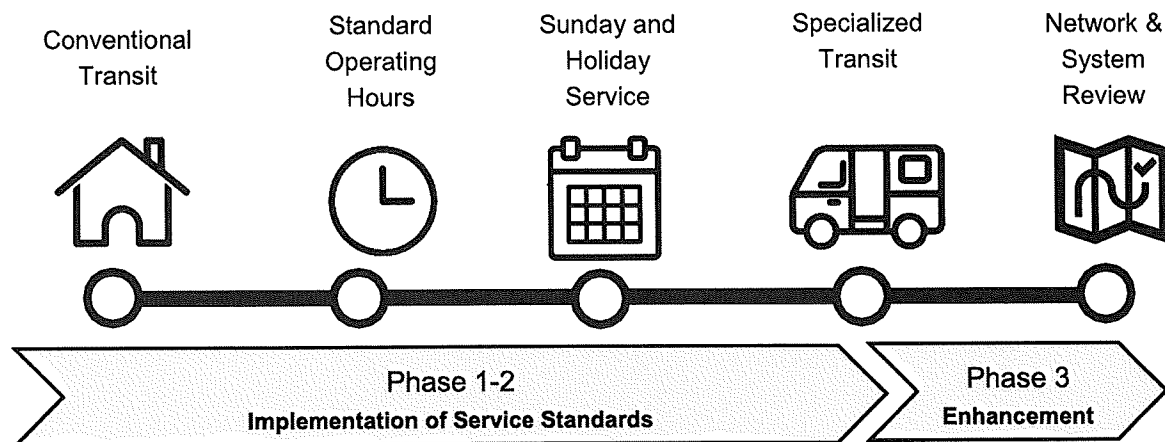 Conventional
Transit
Standard
Operating
Hours
Sunday and
Holiday
Service
Specialized
Transit
Network &
System
Review
Phase 1-2
Implementation of Service Standards
Phase 3
Enhancement